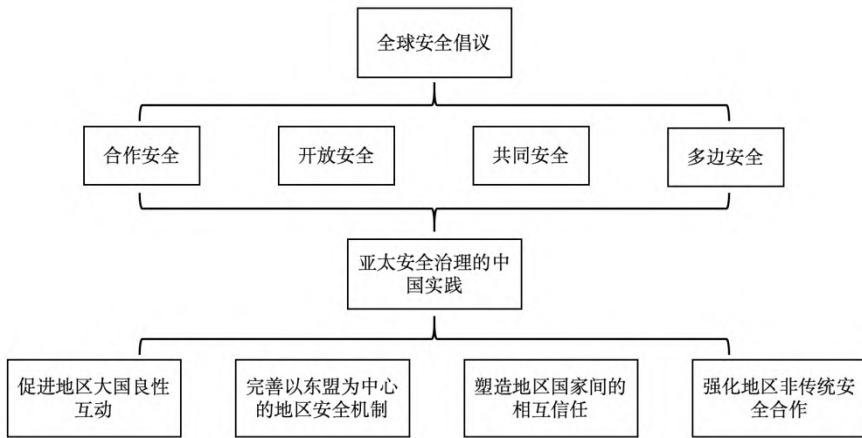 全球安全倡议
合作安全
开放安全
共同安全
多边安全
亚太安全治理的中
国实践
促进地区大国良性
互动
完善以东盟为中心
的地区安全机制
塑造地区国家间的
相互信任
强化地区非传统安
全合作